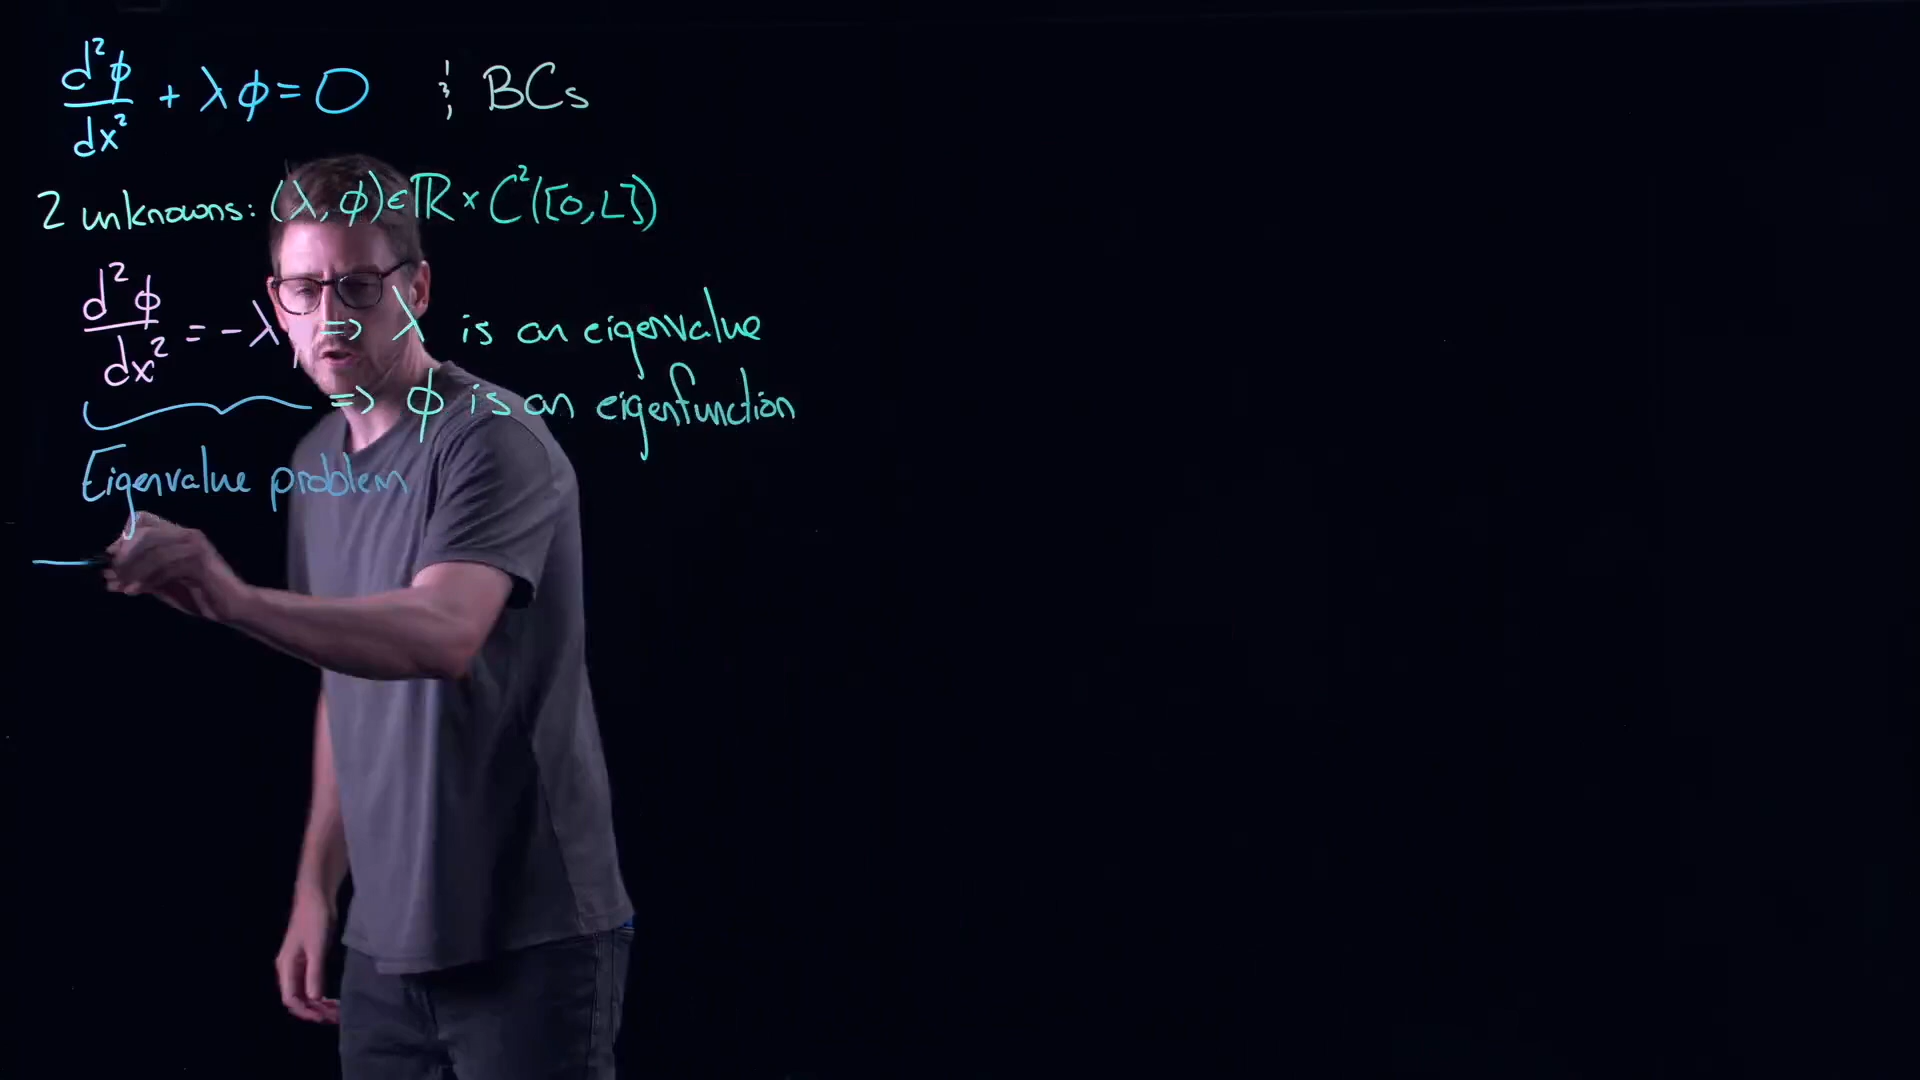 d²φ/dx² + λφ = 0 & BCs
2 unknowns: (λ, φ) ∈ ℝ × C²([0, L])
d²φ/dx² = -λ => λ is an eigenvalue
=> φ is an eigenfunction
Eigenvalue problem